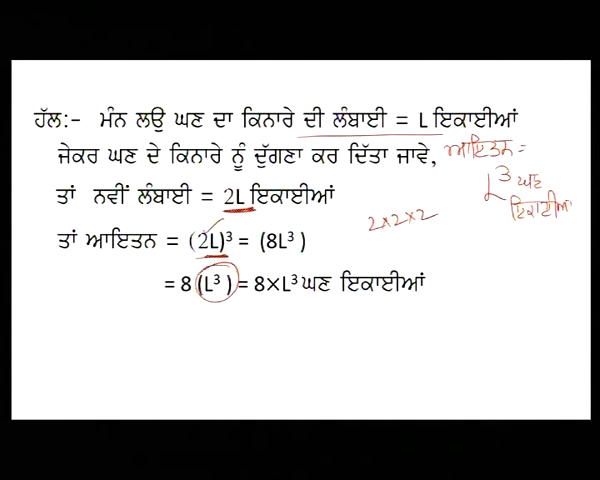 ਹੱਲ:- ਮੰਨ ਲਉ ਘਣ ਦਾ ਕਿਨਾਰੇ ਦੀ ਲੰਬਾਈ = L ਇਕਾਈਆਂ
ਜੇਕਰ ਘਣ ਦੇ ਕਿਨਾਰੇ ਨੂੰ ਦੁੱਗਣਾ ਕਰ ਦਿੱਤਾ ਜਾਵੇ, ਆਇਤਨ =
L³ ਘਣ
ਇਕਾਈਆਂ
ਤਾਂ ਨਵੀਂ ਲੰਬਾਈ = 2L ਇਕਾਈਆਂ
2×2×2
ਤਾਂ ਆਇਤਨ = (2L)³ = (8L³ )
= 8 (L³ ) = 8×L³ ਘਣ ਇਕਾਈਆਂ